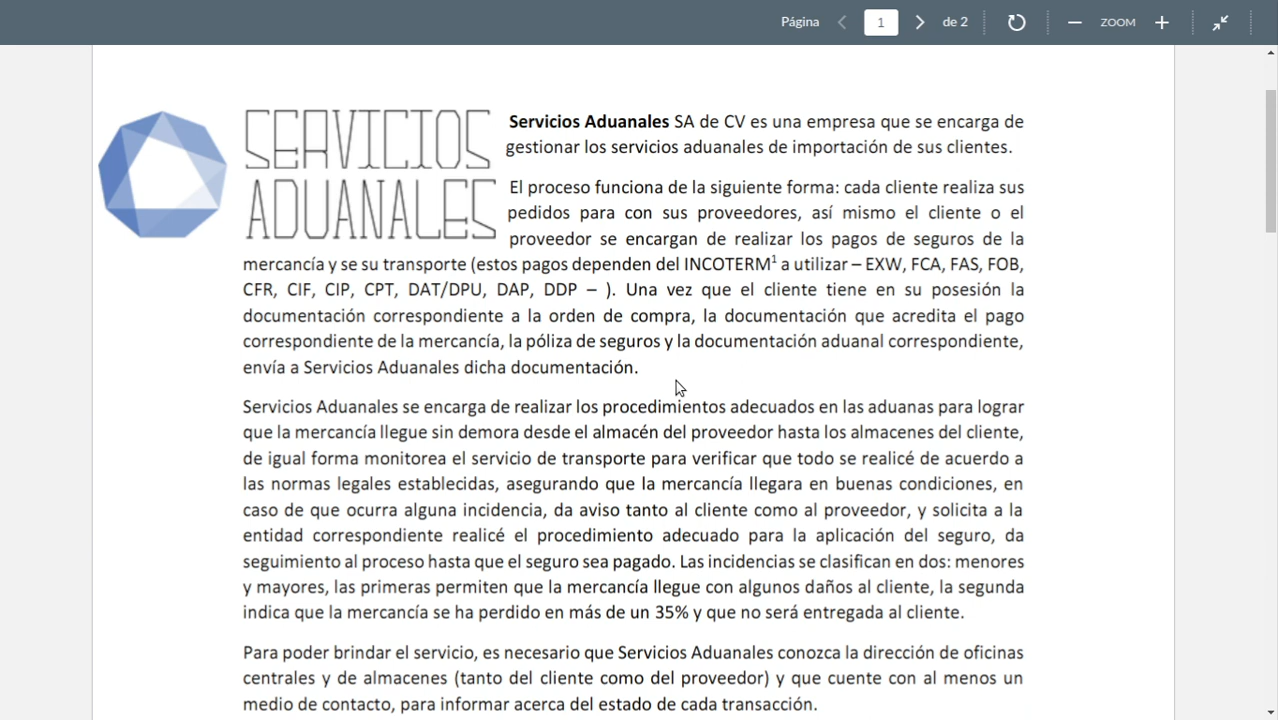 Página 1 de 2 ZOOM
SERVICIOS
ADUANALES
Servicios Aduanales SA de CV es una empresa que se encarga de
gestionar los servicios aduanales de importación de sus clientes.
El proceso funciona de la siguiente forma: cada cliente realiza sus
pedidos para con sus proveedores, así mismo el cliente o el
proveedor se encargan de realizar los pagos de seguros de la
mercancía y se su transporte (estos pagos dependen del INCOTERM¹ a utilizar – EXW, FCA, FAS, FOB,
CFR, CIF, CIP, CPT, DAT/DPU, DAP, DDP – ). Una vez que el cliente tiene en su posesión la
documentación correspondiente a la orden de compra, la documentación que acredita el pago
correspondiente de la mercancía, la póliza de seguros y la documentación aduanal correspondiente,
envía a Servicios Aduanales dicha documentación.
Servicios Aduanales se encarga de realizar los procedimientos adecuados en las aduanas para lograr
que la mercancía llegue sin demora desde el almacén del proveedor hasta los almacenes del cliente,
de igual forma monitorea el servicio de transporte para verificar que todo se realicé de acuerdo a
las normas legales establecidas, asegurando que la mercancía llegara en buenas condiciones, en
caso de que ocurra alguna incidencia, da aviso tanto al cliente como al proveedor, y solicita a la
entidad correspondiente realicé el procedimiento adecuado para la aplicación del seguro, da
seguimiento al proceso hasta que el seguro sea pagado. Las incidencias se clasifican en dos: menores
y mayores, las primeras permiten que la mercancía llegue con algunos daños al cliente, la segunda
indica que la mercancía se ha perdido en más de un 35% y que no será entregada al cliente.
Para poder brindar el servicio, es necesario que Servicios Aduanales conozca la dirección de oficinas
centrales y de almacenes (tanto del cliente como del proveedor) y que cuente con al menos un
medio de contacto, para informar acerca del estado de cada transacción.